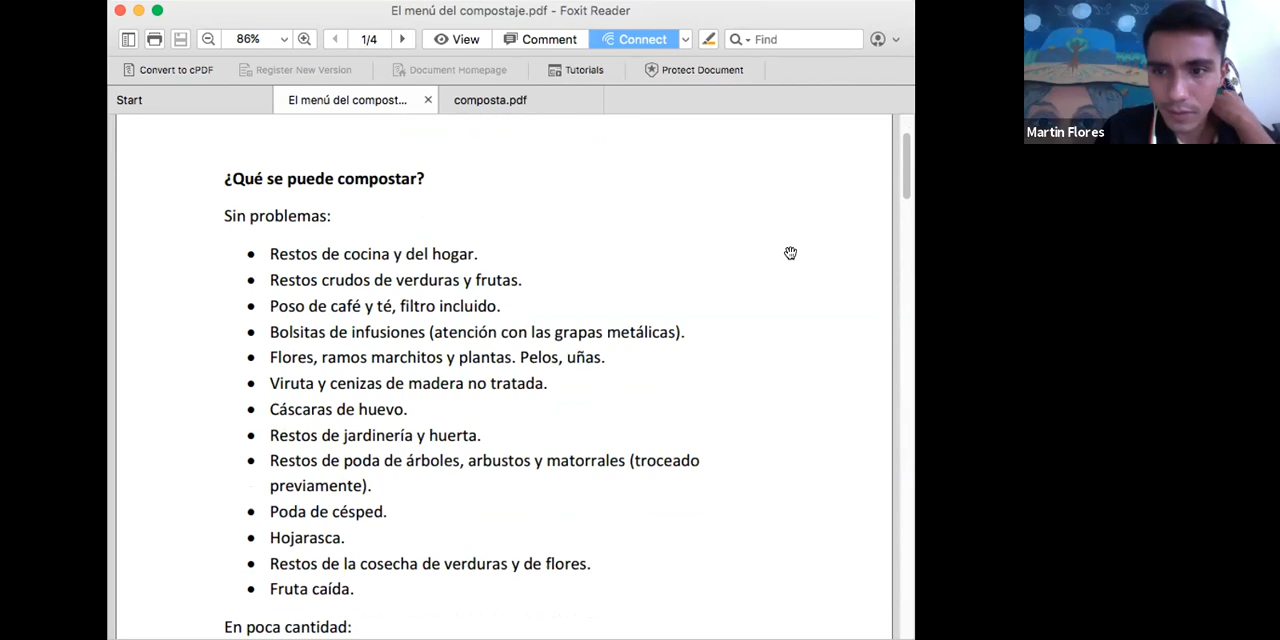 El menú del compostaje.pdf - Foxit Reader
86%
1/4
View
Comment
Connect
Find
Convert to cPDF
Register New Version
Document Homepage
Tutorials
Protect Document
Start
El menú del compost...
composta.pdf
Martin Flores
¿Qué se puede compostar?
Sin problemas:
Restos de cocina y del hogar.
Restos crudos de verduras y frutas.
Poso de café y té, filtro incluido.
Bolsitas de infusiones (atención con las grapas metálicas).
Flores, ramos marchitos y plantas. Pelos, uñas.
Viruta y cenizas de madera no tratada.
Cáscaras de huevo.
Restos de jardinería y huerta.
Restos de poda de árboles, arbustos y matorrales (troceado
previamente).
Poda de césped.
Hojarasca.
Restos de la cosecha de verduras y de flores.
Fruta caída.
En poca cantidad: